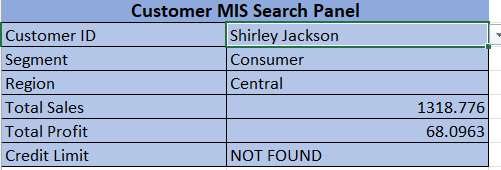 Customer MIS Search Panel
Customer ID Shirley Jackson
Segment Consumer
Region Central
Total Sales 1318.776
Total Profit 68.0963
Credit Limit NOT FOUND